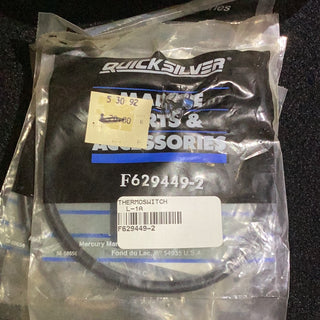 QUICKSILVER
MARINE
PARTS &
ACCESSORIES
5 30 92
F629449-2
THERMOSWITCH
L-1A
F629449-2
Mercury Mar
Fond du Lac, WI 54935 U.S.A.